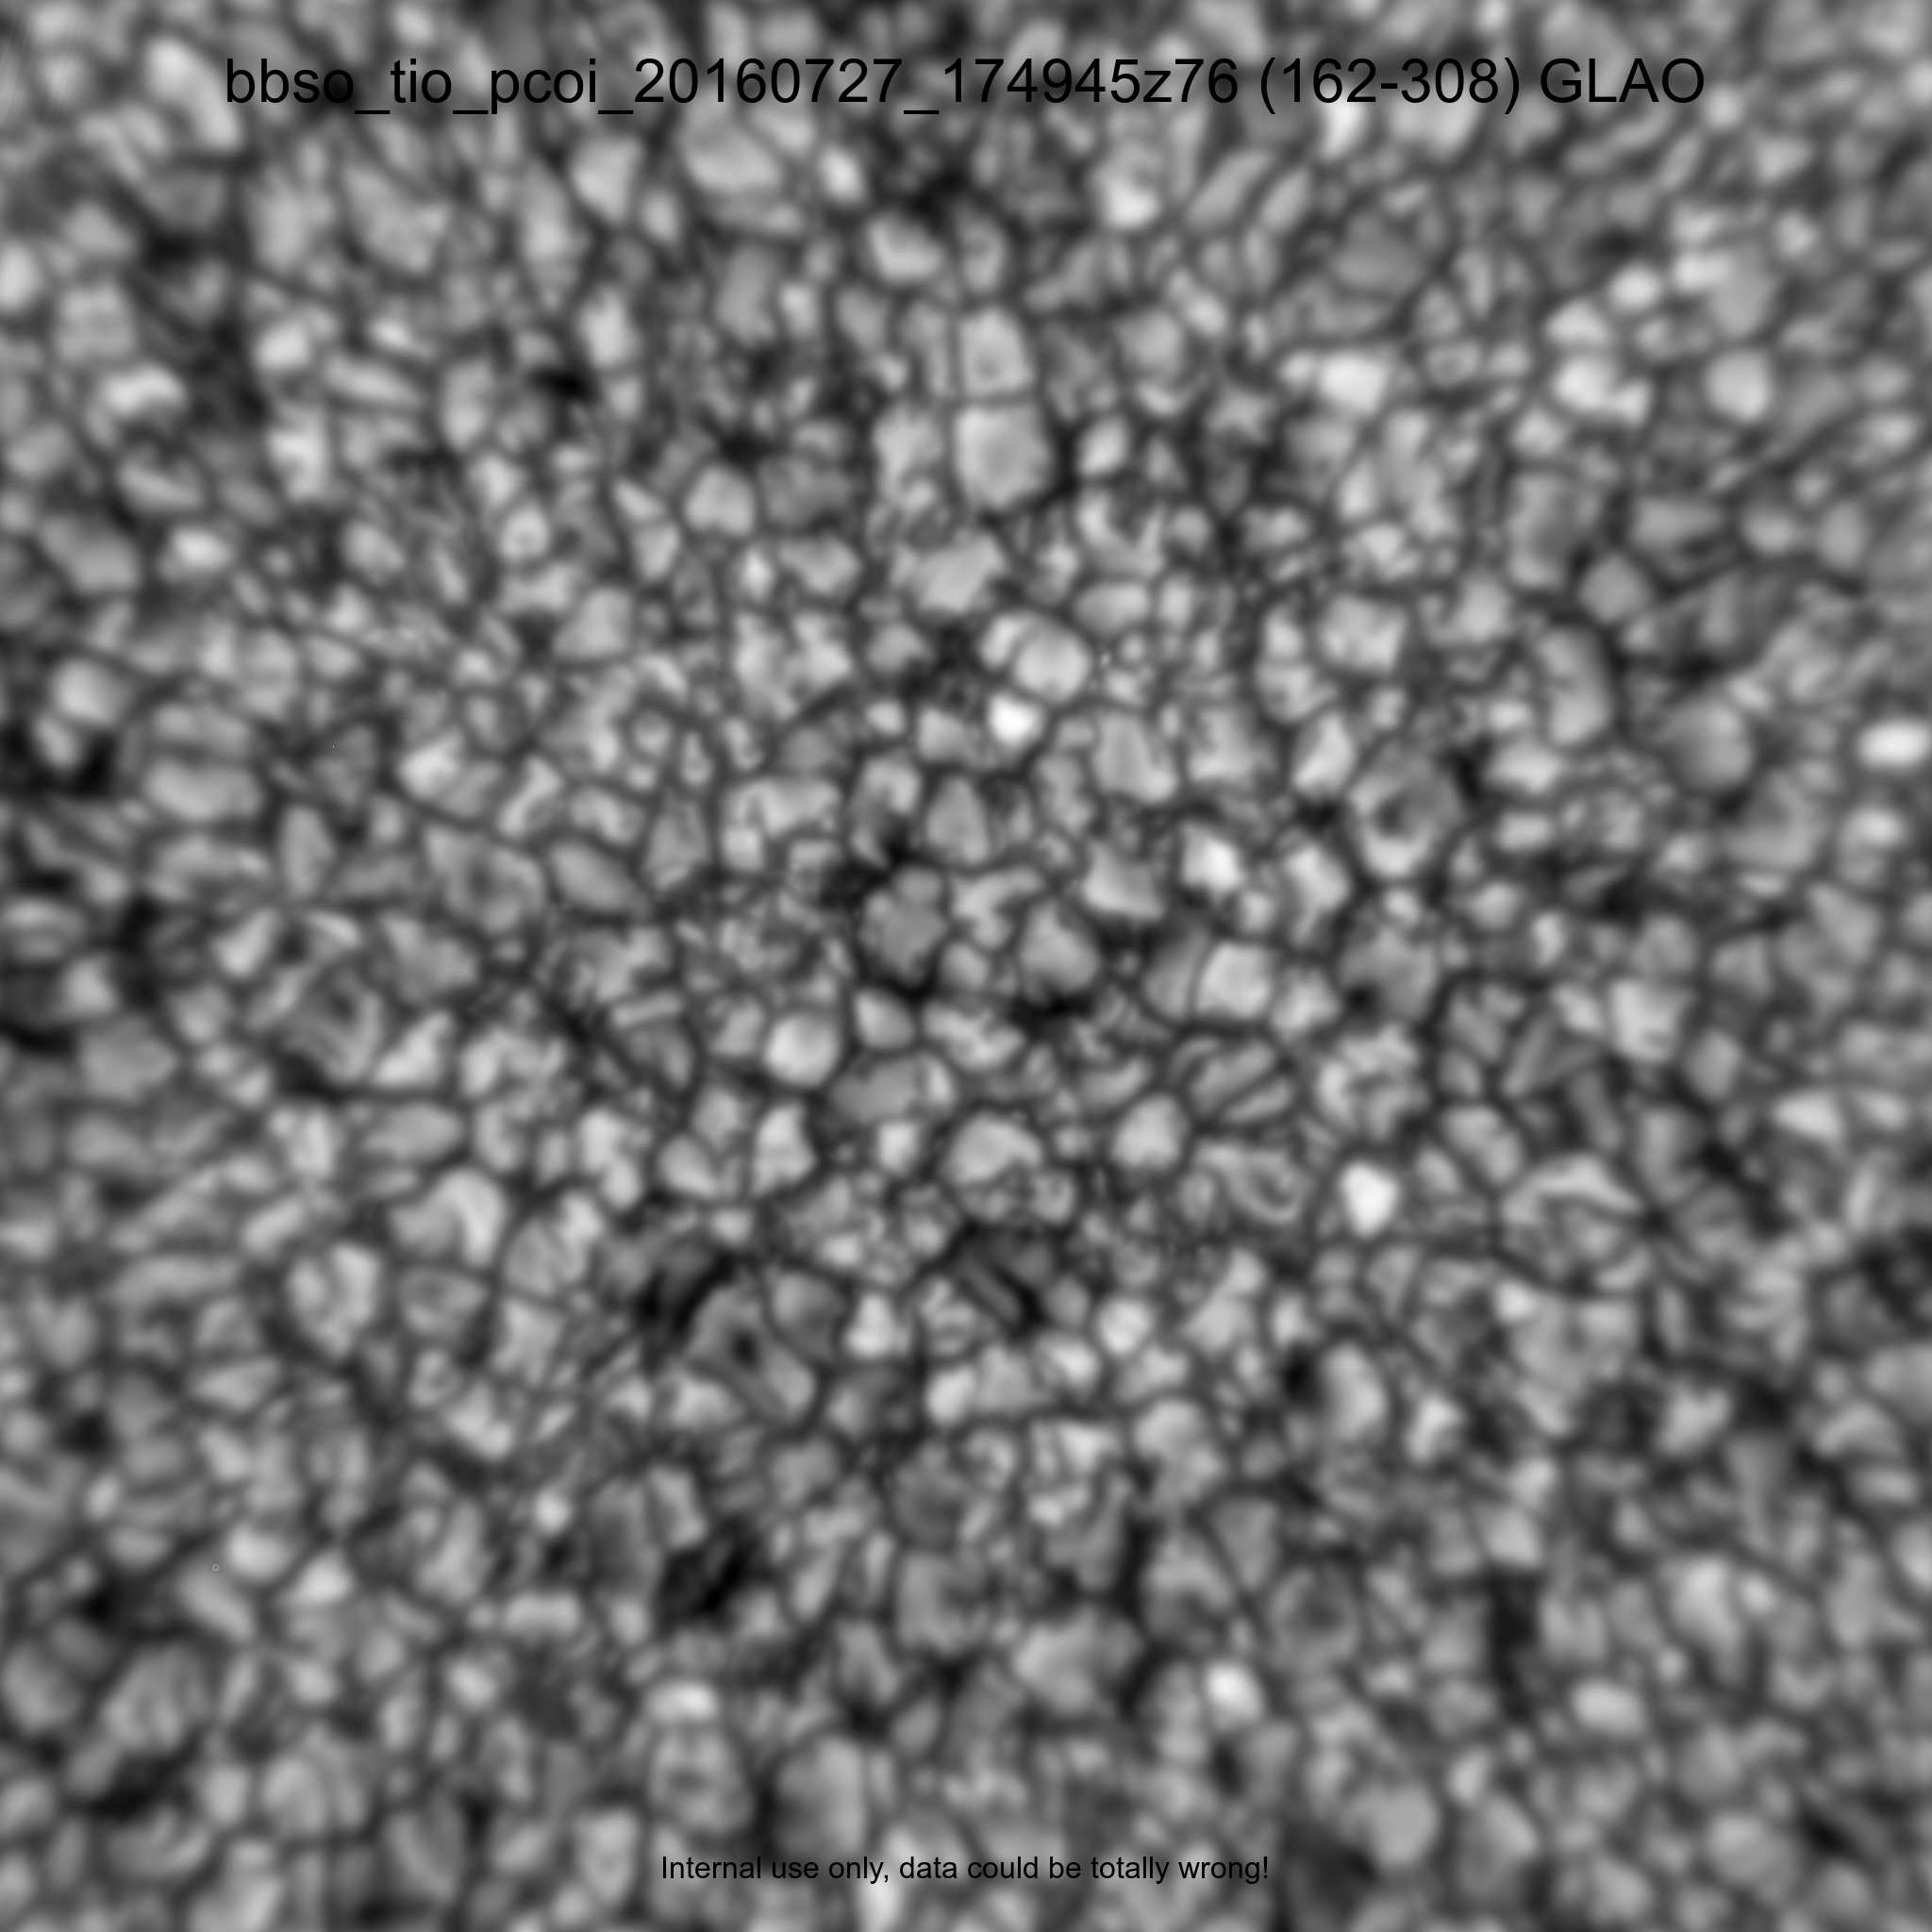 bbso_tio_pcoi_20160727_174945z76 (162-308) GLAO
Internal use only, data could be totally wrong!